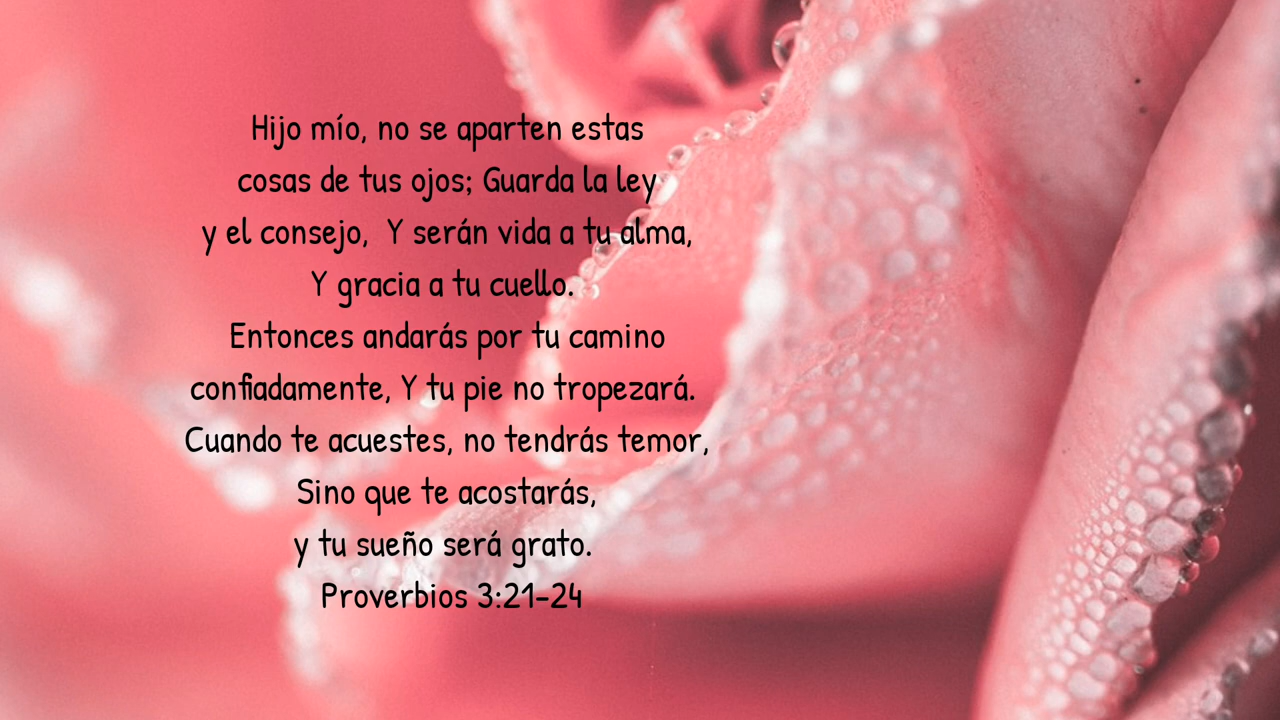 Hijo mío, no se aparten estas
cosas de tus ojos; Guarda la ley
y el consejo,  Y serán vida a tu alma,
Y gracia a tu cuello.
Entonces andarás por tu camino
confiadamente, Y tu pie no tropezará.
Cuando te acuestes, no tendrás temor,
Sino que te acostarás,
y tu sueño será grato.
Proverbios 3:21-24